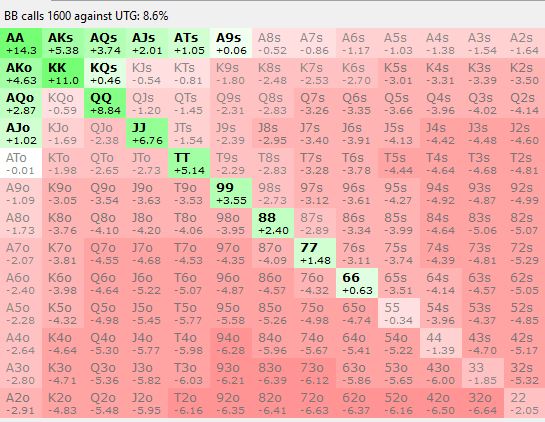 BB calls 1600 against UTG: 8.6%
AA AKs AQs AJs ATs A9s A8s A7s A6s A5s A4s A3s A2s
+14.3 +5.38 +3.74 +2.01 +1.05 +0.06 -0.52 -0.86 -1.17 -1.03 -1.38 -1.54 -1.64
AKo KK KQs KJs KTs K9s K8s K7s K6s K5s K4s K3s K2s
+4.63 +11.0 +0.46 -0.54 -0.81 -1.80 -2.48 -2.53 -2.70 -3.01 -3.31 -3.39 -3.50
AQo KQo QQ QJs QTs Q9s Q8s Q7s Q6s Q5s Q4s Q3s Q2s
+2.87 -0.59 +8.84 -1.20 -1.45 -2.31 -2.83 -3.26 -3.35 -3.66 -3.96 -4.02 -4.14
AJo KJo QJo JJ JTs J9s J8s J7s J6s J5s J4s J3s J2s
+1.02 -1.69 -2.38 +6.76 -1.54 -2.39 -2.95 -3.40 -3.91 -4.13 -4.42 -4.48 -4.60
ATo KTo QTo JTo TT T9s T8s T7s T6s T5s T4s T3s T2s
-0.01 -1.98 -2.65 -2.73 +5.14 -2.29 -2.83 -3.28 -3.78 -4.44 -4.64 -4.68 -4.81
A9o K9o Q9o J9o T9o 99 98s 97s 96s 95s 94s 93s 92s
-1.09 -3.05 -3.54 -3.63 -3.53 +3.55 -2.73 -3.12 -3.61 -4.27 -4.92 -4.87 -4.99
A8o K8o Q8o J8o T8o 98o 88 87s 86s 85s 84s 83s 82s
-1.73 -3.76 -4.10 -4.20 -4.06 -3.95 +2.40 -2.89 -3.34 -3.99 -4.64 -5.06 -5.07
A7o K7o Q7o J7o T7o 97o 87o 77 76s 75s 74s 73s 72s
-2.07 -3.81 -4.55 -4.68 -4.53 -4.35 -4.09 +1.48 -3.11 -3.74 -4.39 -4.81 -5.29
A6o K6o Q6o J6o T6o 96o 86o 76o 66 65s 64s 63s 62s
-2.40 -3.98 -4.64 -5.22 -5.07 -4.87 -4.57 -4.32 +0.63 -3.51 -4.14 -4.57 -5.05
A5o K5o Q5o J5o T5o 95o 85o 75o 65o 55 54s 53s 52s
-2.28 -4.32 -4.98 -5.45 -5.77 -5.58 -5.26 -4.98 -4.74 -0.34 -3.96 -4.37 -4.85
A4o K4o Q4o J4o T4o 94o 84o 74o 64o 54o 44 43s 42s
-2.64 -4.64 -5.30 -5.77 -5.98 -6.28 -5.96 -5.67 -5.41 -5.22 -1.39 -4.70 -5.17
A3o K3o Q3o J3o T3o 93o 83o 73o 63o 53o 43o 33 32s
-2.80 -4.71 -5.36 -5.82 -6.03 -6.21 -6.39 -6.12 -5.86 -5.65 -6.00 -1.85 -5.32
A2o K2o Q2o J2o T2o 92o 82o 72o 62o 52o 42o 32o 22
-2.91 -4.83 -5.48 -5.95 -6.16 -6.35 -6.41 -6.63 -6.37 -6.16 -6.50 -6.64 -2.05